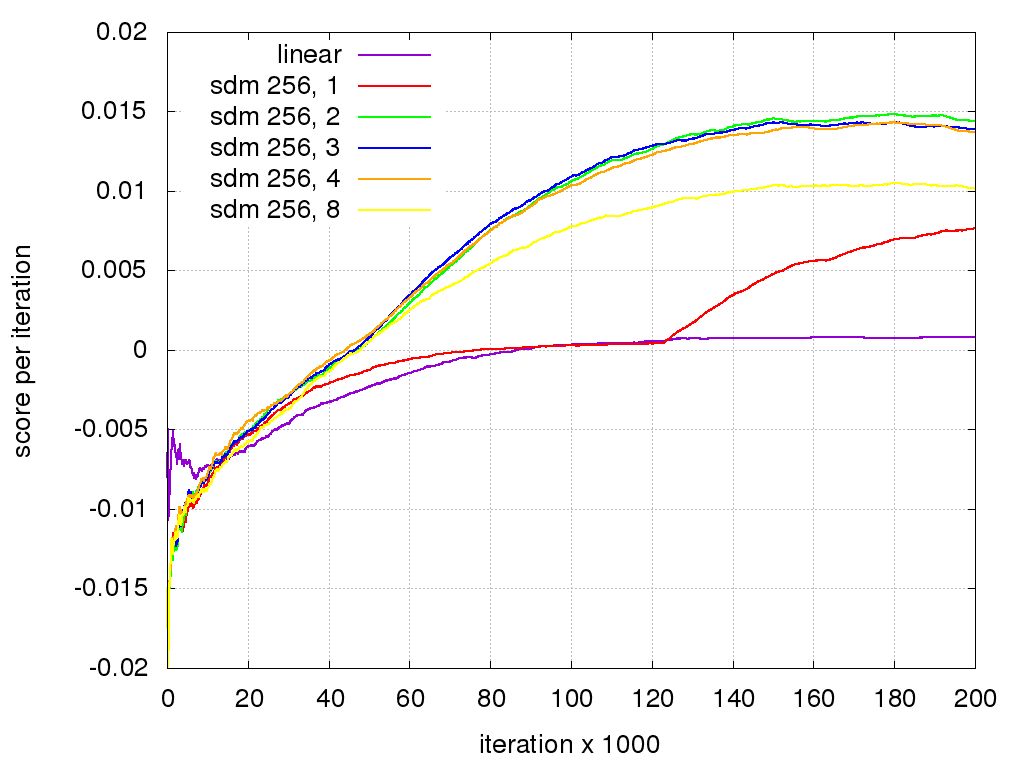 0.02
0.015
0.01
0.005
0
-0.005
-0.01
-0.015
-0.02
score per iteration
linear
sdm 256, 1
sdm 256, 2
sdm 256, 3
sdm 256, 4
sdm 256, 8
0 20 40 60 80 100 120 140 160 180 200
iteration x 1000